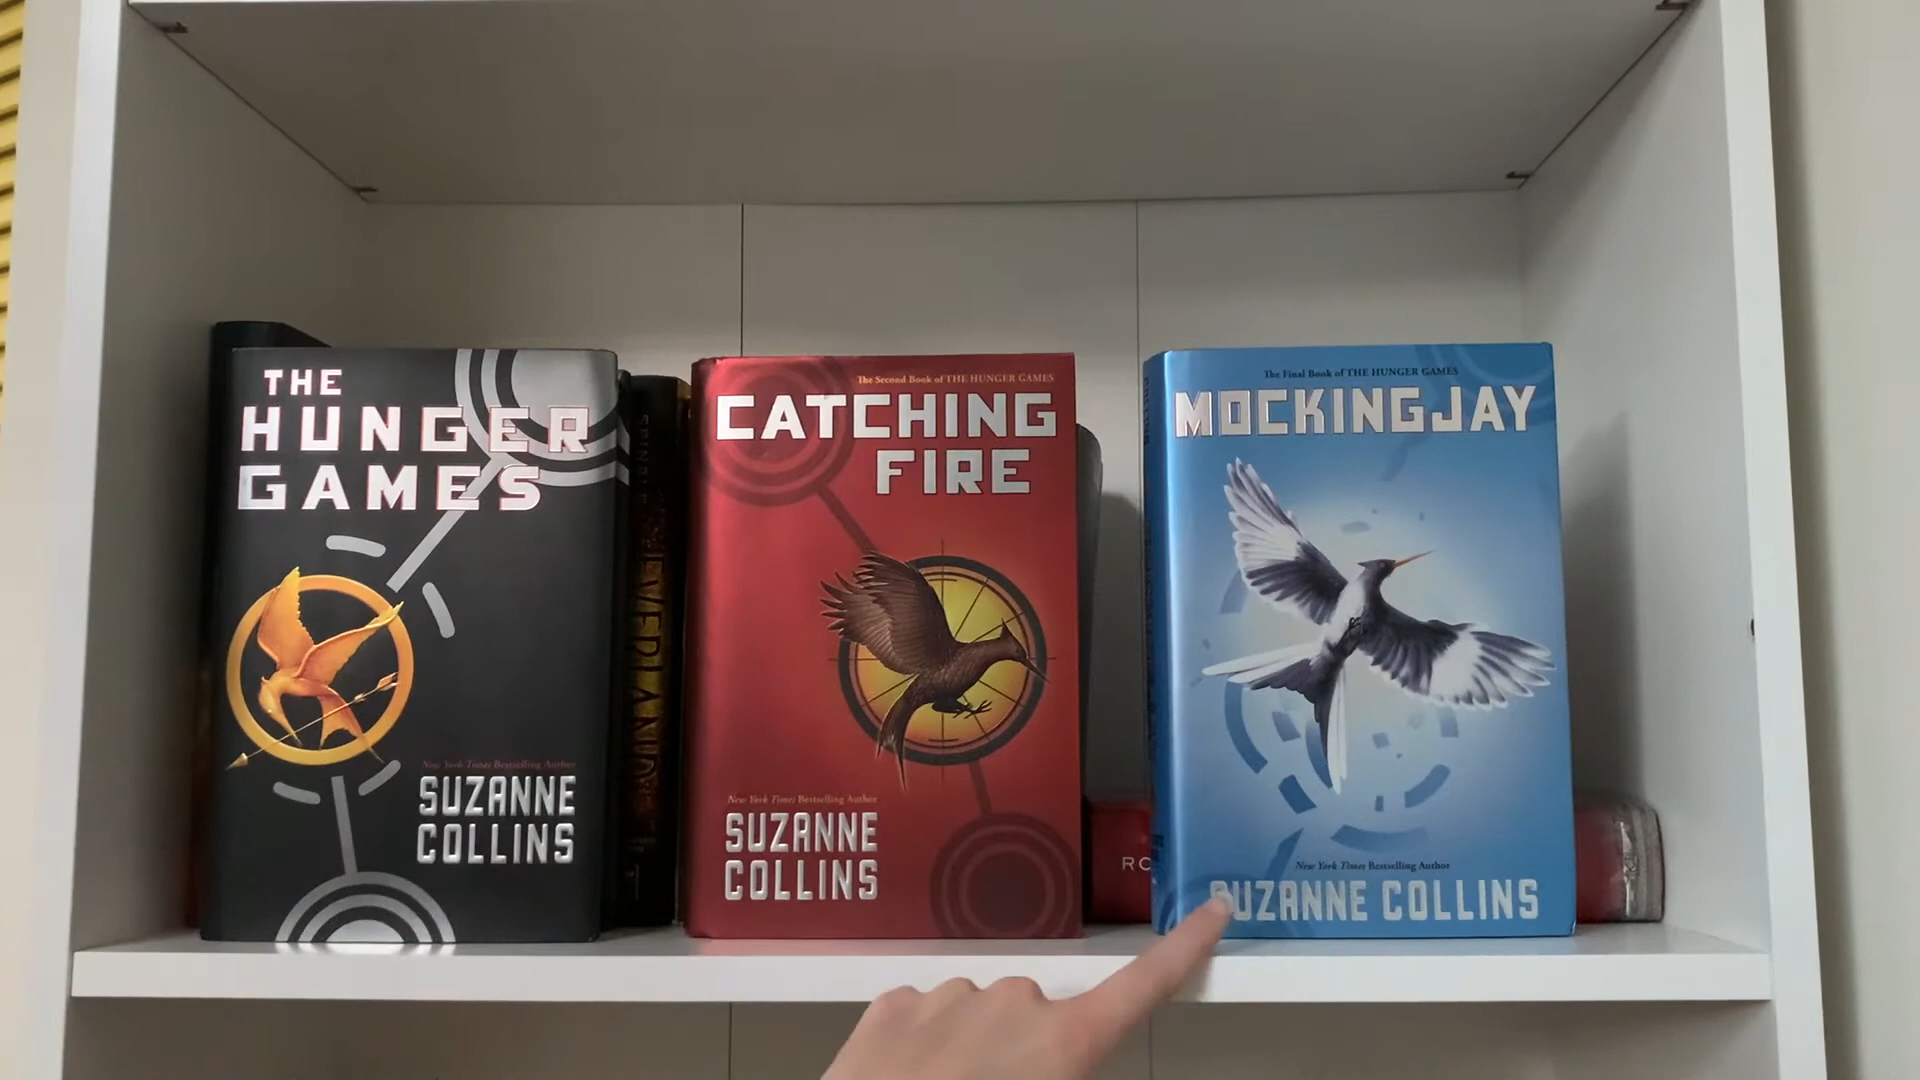 THE
HUNGER
GAMES
New York Times Bestselling Author
SUZANNE
COLLINS
The Second Book of THE HUNGER GAMES
CATCHING
FIRE
New York Times Bestselling Author
SUZANNE
COLLINS
The Final Book of THE HUNGER GAMES
MOCKINGJAY
New York Times Bestselling Author
SUZANNE COLLINS